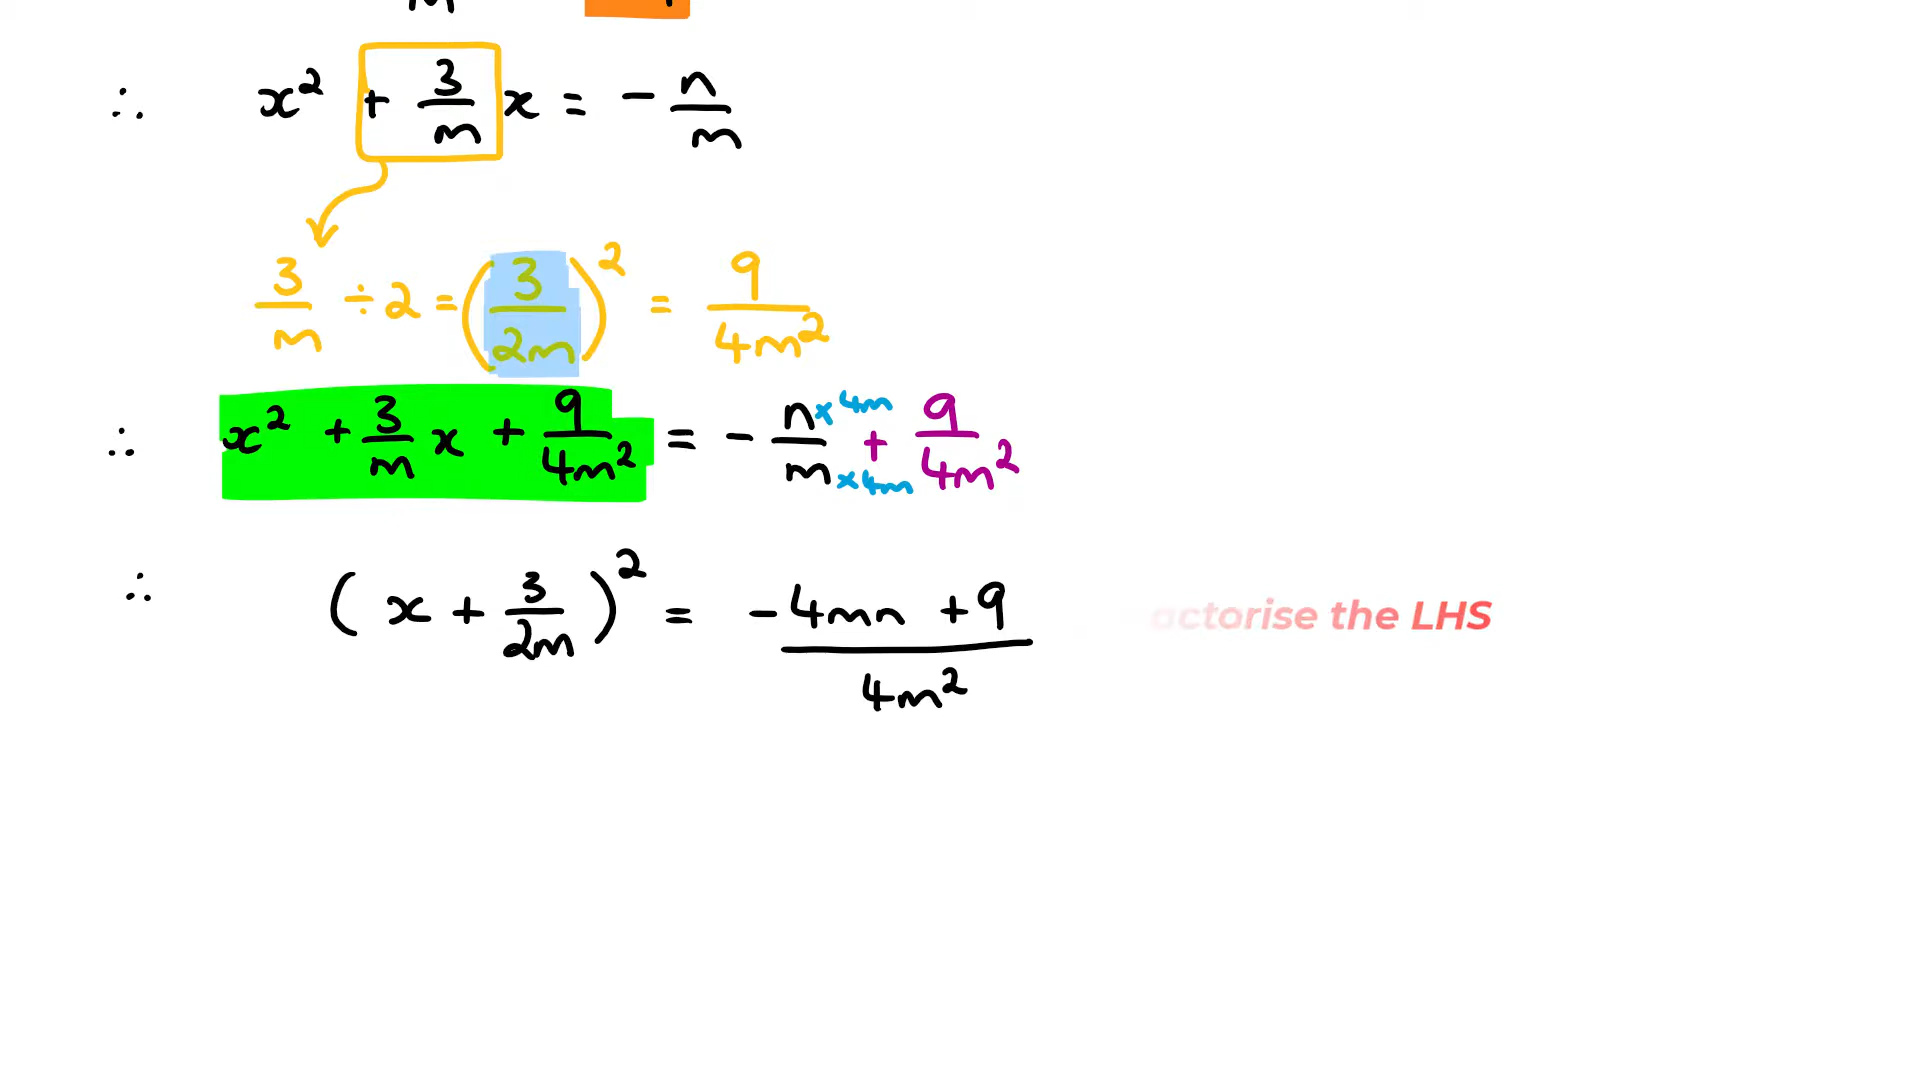 ∴ x² + 3/m x = - n/m
3/m ÷ 2 = (3/2m)² = 9/4m²
∴ x² + 3/m x + 9/4m² = - n×4m/m×4m + 9/4m²
∴ (x + 3/2m)² = -4mn + 9/4m² actorise the LHS